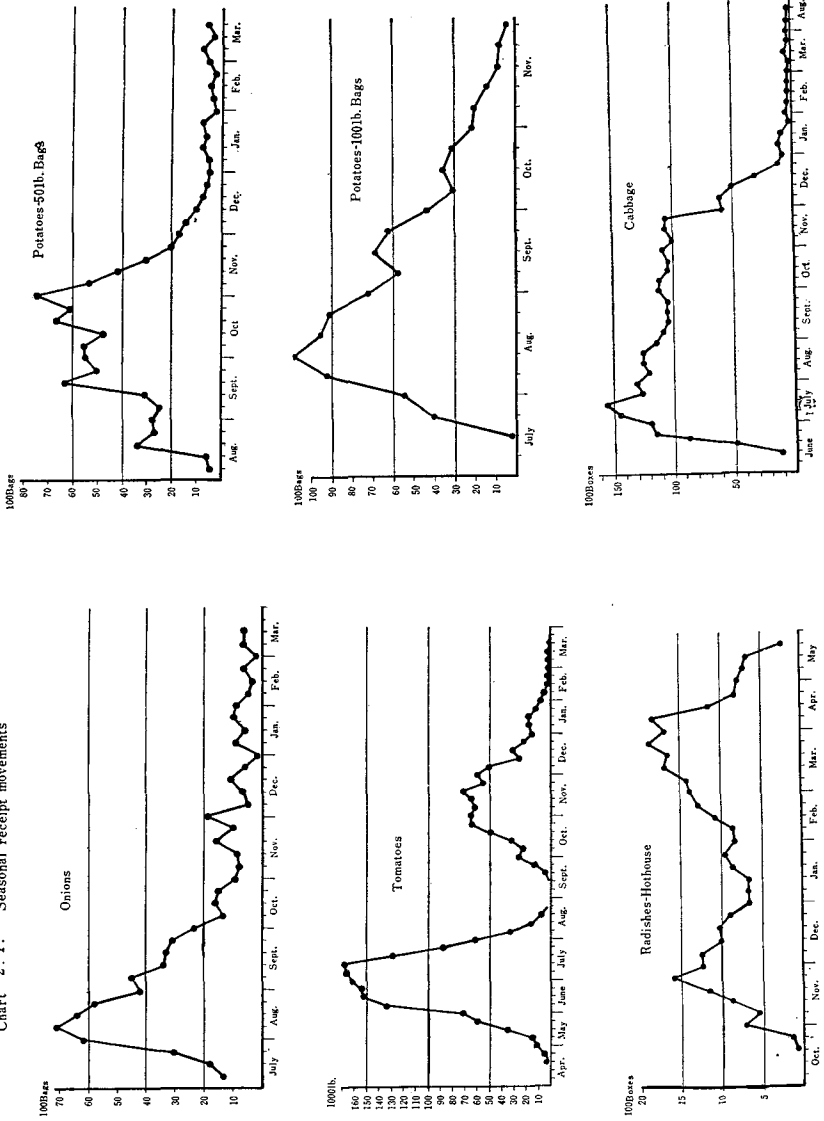 Chart 2. 1. Seasonal receipt movements
Onions
100Bags
70
60
50
40
30
20
10
July Aug. Sept. Oct. Nov. Dec. Jan. Feb. Mar.
Potatoes-50lb. Bags
100Bags
80
70
60
50
40
30
20
10
Aug. Sept. Oct Nov. Dec. Jan. Feb. Mar.
Tomatoes
1000lb.
160
150
140
130
120
110
100
90
80
70
60
50
40
30
20
10
Apr. May June July Aug. Sept. Oct. Nov. Dec. Jan. Feb. Mar.
Potatoes-100lb. Bags
100Bags
100
90
80
70
60
50
40
30
20
10
July Aug. Sept. Oct. Nov.
Radishes-Hothouse
100Boxes
20
15
10
5
Oct. Nov. Dec. Jan. Feb. Mar. Apr. May
Cabbage
100Boxes
150
100
50
June July Aug. Sept. Oct. Nov. Dec. Jan. Feb. Mar. Aug.